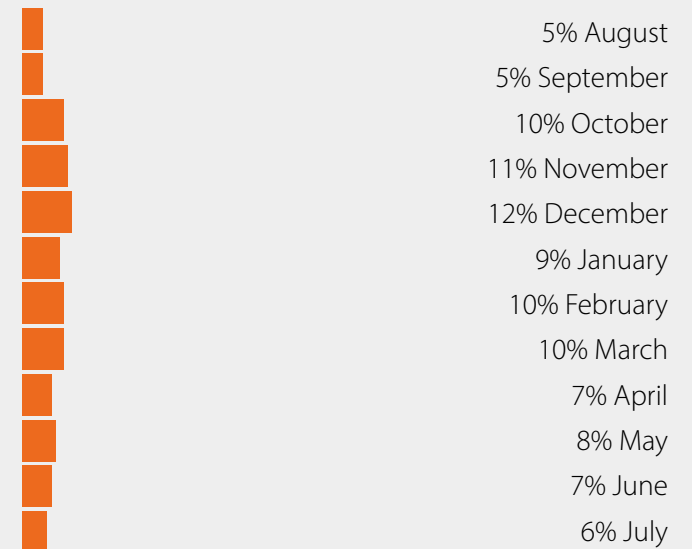 5% August
5% September
10% October
11% November
12% December
9% January
10% February
10% March
7% April
8% May
7% June
6% July